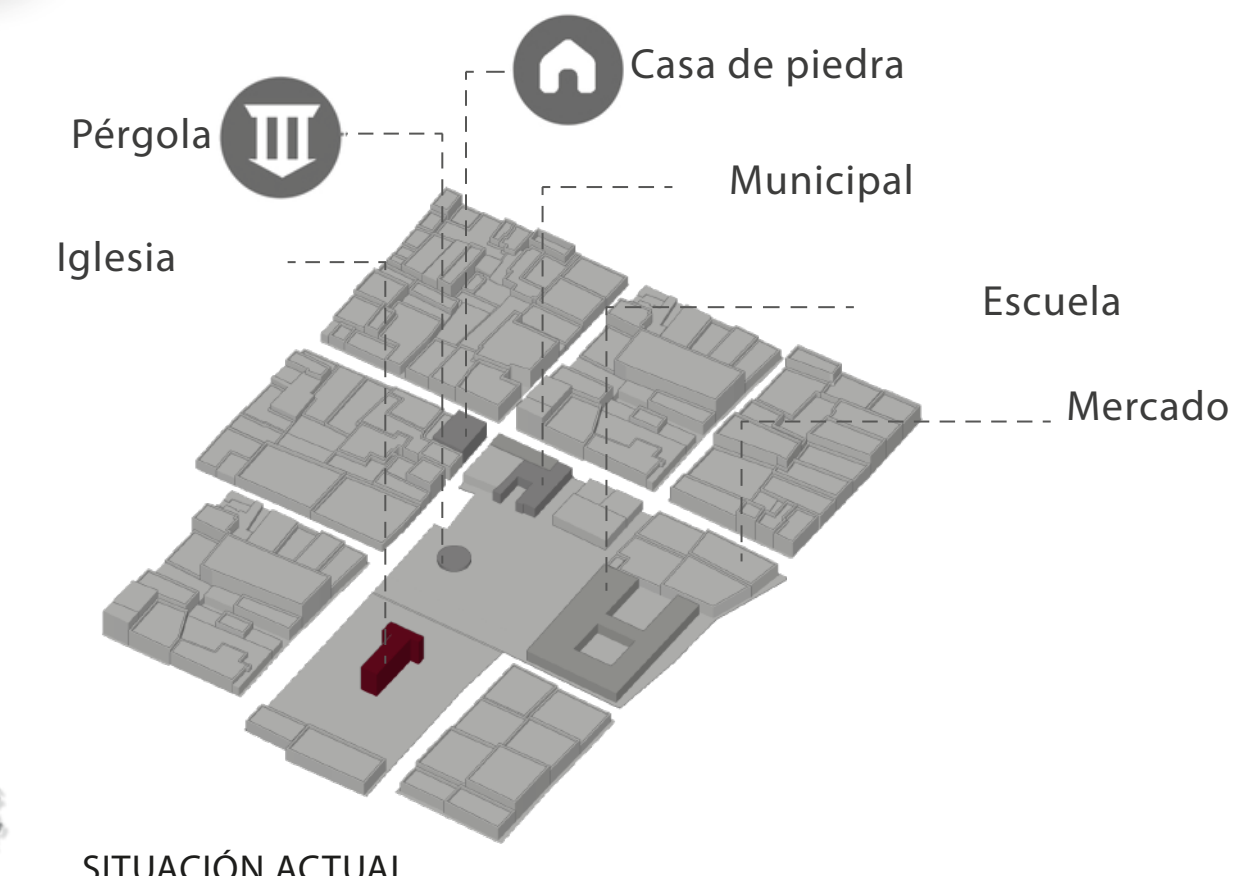 Casa de piedra
Pérgola
Municipal
Iglesia
Escuela
Mercado
SITUACIÓN ACTUAL